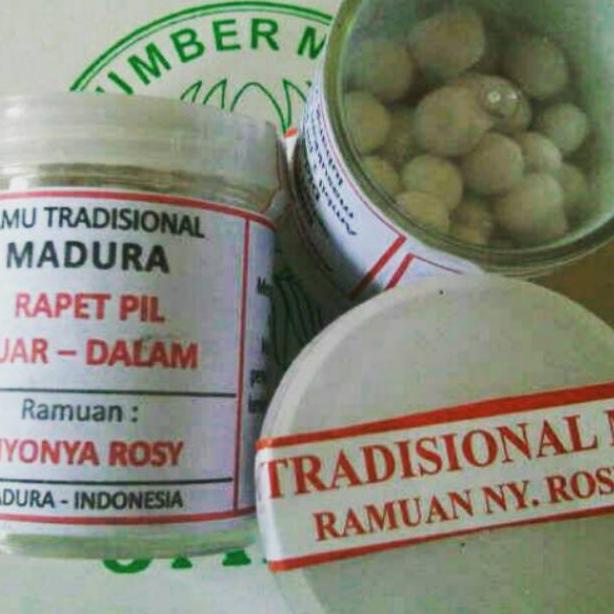 UMBER M
MU TRADISIONAL
MADURA
RAPET PIL
UAR – DALAM
Ramuan :
NYONYA ROSY
ADURA - INDONESIA
TRADISIONAL M
RAMUAN NY. ROS